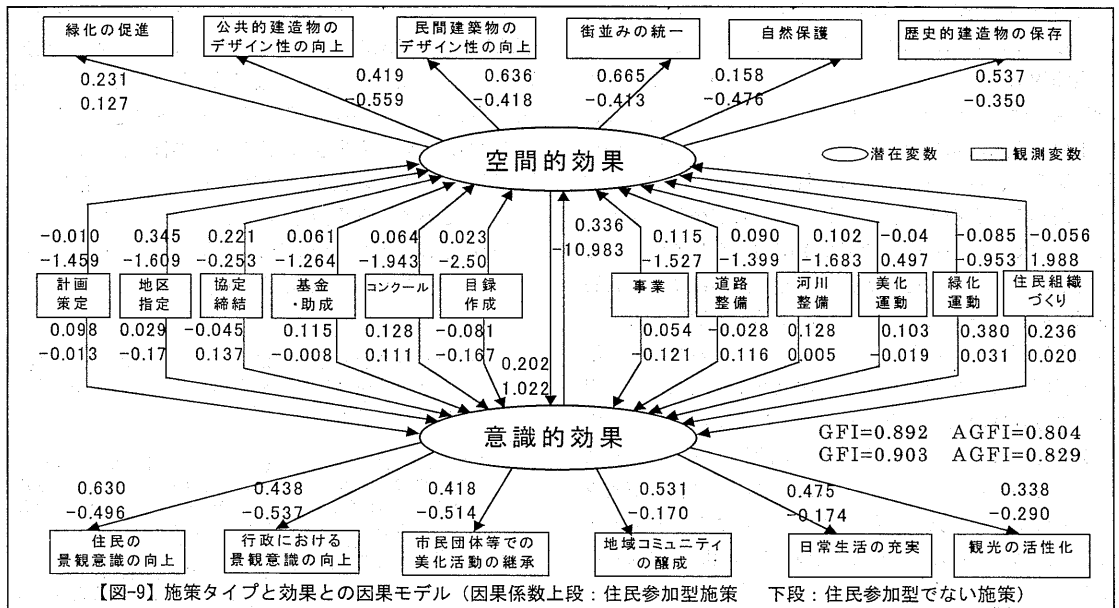 緑化の促進
公共的建造物の
デザイン性の向上
民間建築物の
デザイン性の向上
街並みの統一
自然保護
歴史的建造物の保存
0.231
0.127
0.419
-0.559
0.636
-0.418
0.665
-0.413
0.158
-0.476
0.537
-0.350
空間的効果
潜在変数
観測変数
-0.010
-1.459
0.345
-1.609
0.221
-0.253
0.061
-1.264
0.064
-1.943
0.023
-2.50
0.336
-10.983
0.115
-1.527
0.090
-1.399
0.102
-1.683
-0.04
0.497
-0.085
-0.953
-0.056
1.988
計画
策定
地区
指定
協定
締結
基金
・助成
コンクール
目録
作成
事業
道路
整備
河川
整備
美化
運動
緑化
運動
住民組織
づくり
0.098
-0.013
0.029
-0.17
-0.045
0.137
0.115
-0.008
0.128
0.111
-0.081
-0.167
0.202
1.022
0.054
-0.121
-0.028
0.116
0.128
0.005
0.103
-0.019
0.380
0.031
0.236
0.020
意識的効果
GFI=0.892 AGFI=0.804
GFI=0.903 AGFI=0.829
0.630
-0.496
0.438
-0.537
0.418
-0.514
0.531
-0.170
0.475
-0.174
0.338
-0.290
住民の
景観意識の向上
行政における
景観意識の向上
市民団体等での
美化活動の継承
地域コミュニティ
の醸成
日常生活の充実
観光の活性化
【図-9】施策タイプと効果との因果モデル（因果係数上段：住民参加型施策 下段：住民参加型でない施策）